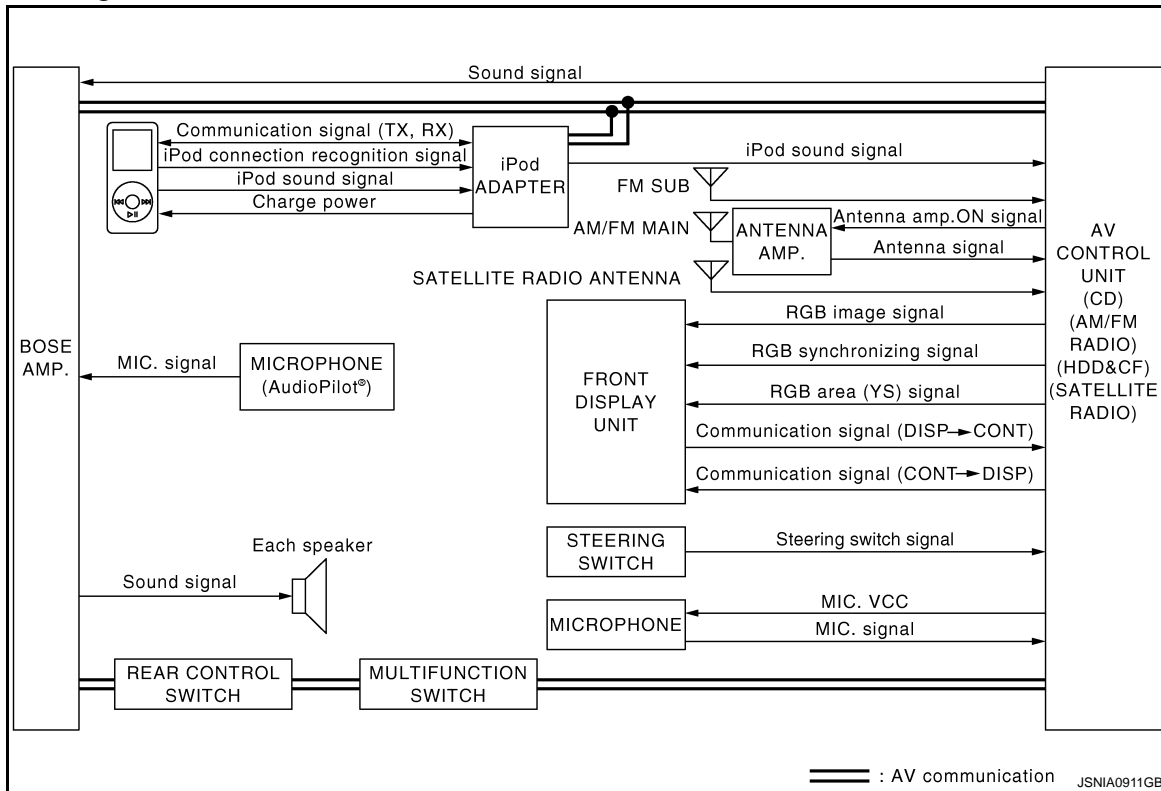 Sound signal
Communication signal (TX, RX)
iPod connection recognition signal
iPod sound signal
Charge power
iPod
ADAPTER
iPod sound signal
FM SUB
AM/FM MAIN
ANTENNA
AMP.
Antenna amp.ON signal
Antenna signal
SATELLITE RADIO ANTENNA
BOSE
AMP.
MIC. signal
MICROPHONE
(AudioPilot®)
FRONT
DISPLAY
UNIT
RGB image signal
RGB synchronizing signal
RGB area (YS) signal
Communication signal (DISP→CONT)
Communication signal (CONT→DISP)
AV
CONTROL
UNIT
(CD)
(AM/FM
RADIO)
(HDD&CF)
(SATELLITE
RADIO)
Each speaker
Sound signal
STEERING
SWITCH
Steering switch signal
MICROPHONE
MIC. VCC
MIC. signal
REAR CONTROL
SWITCH
MULTIFUNCTION
SWITCH
: AV communication
JSNIA0911GB